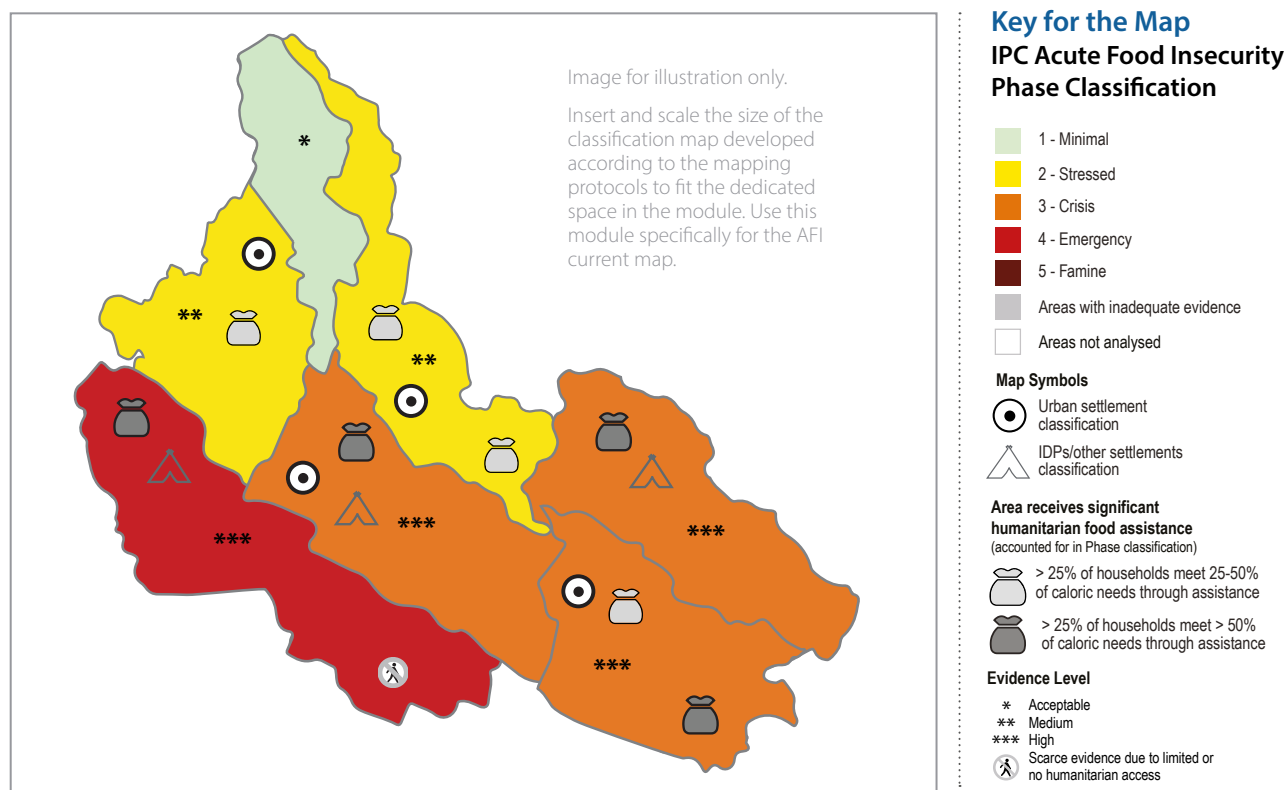 Image for illustration only.
Insert and scale the size of the
classification map developed
according to the mapping
protocols to fit the dedicated
space in the module. Use this
module specifically for the AFI
current map.
*
**
**
***
***
***
***
Key for the Map
IPC Acute Food Insecurity
Phase Classification
1 - Minimal
2 - Stressed
3 - Crisis
4 - Emergency
5 - Famine
Areas with inadequate evidence
Areas not analysed
Map Symbols
Urban settlement
classification
IDPs/other settlements
classification
Area receives significant
humanitarian food assistance
(accounted for in Phase classification)
> 25% of households meet 25-50%
of caloric needs through assistance
> 25% of households meet > 50%
of caloric needs through assistance
Evidence Level
* Acceptable
** Medium
*** High
Scarce evidence due to limited or
no humanitarian access